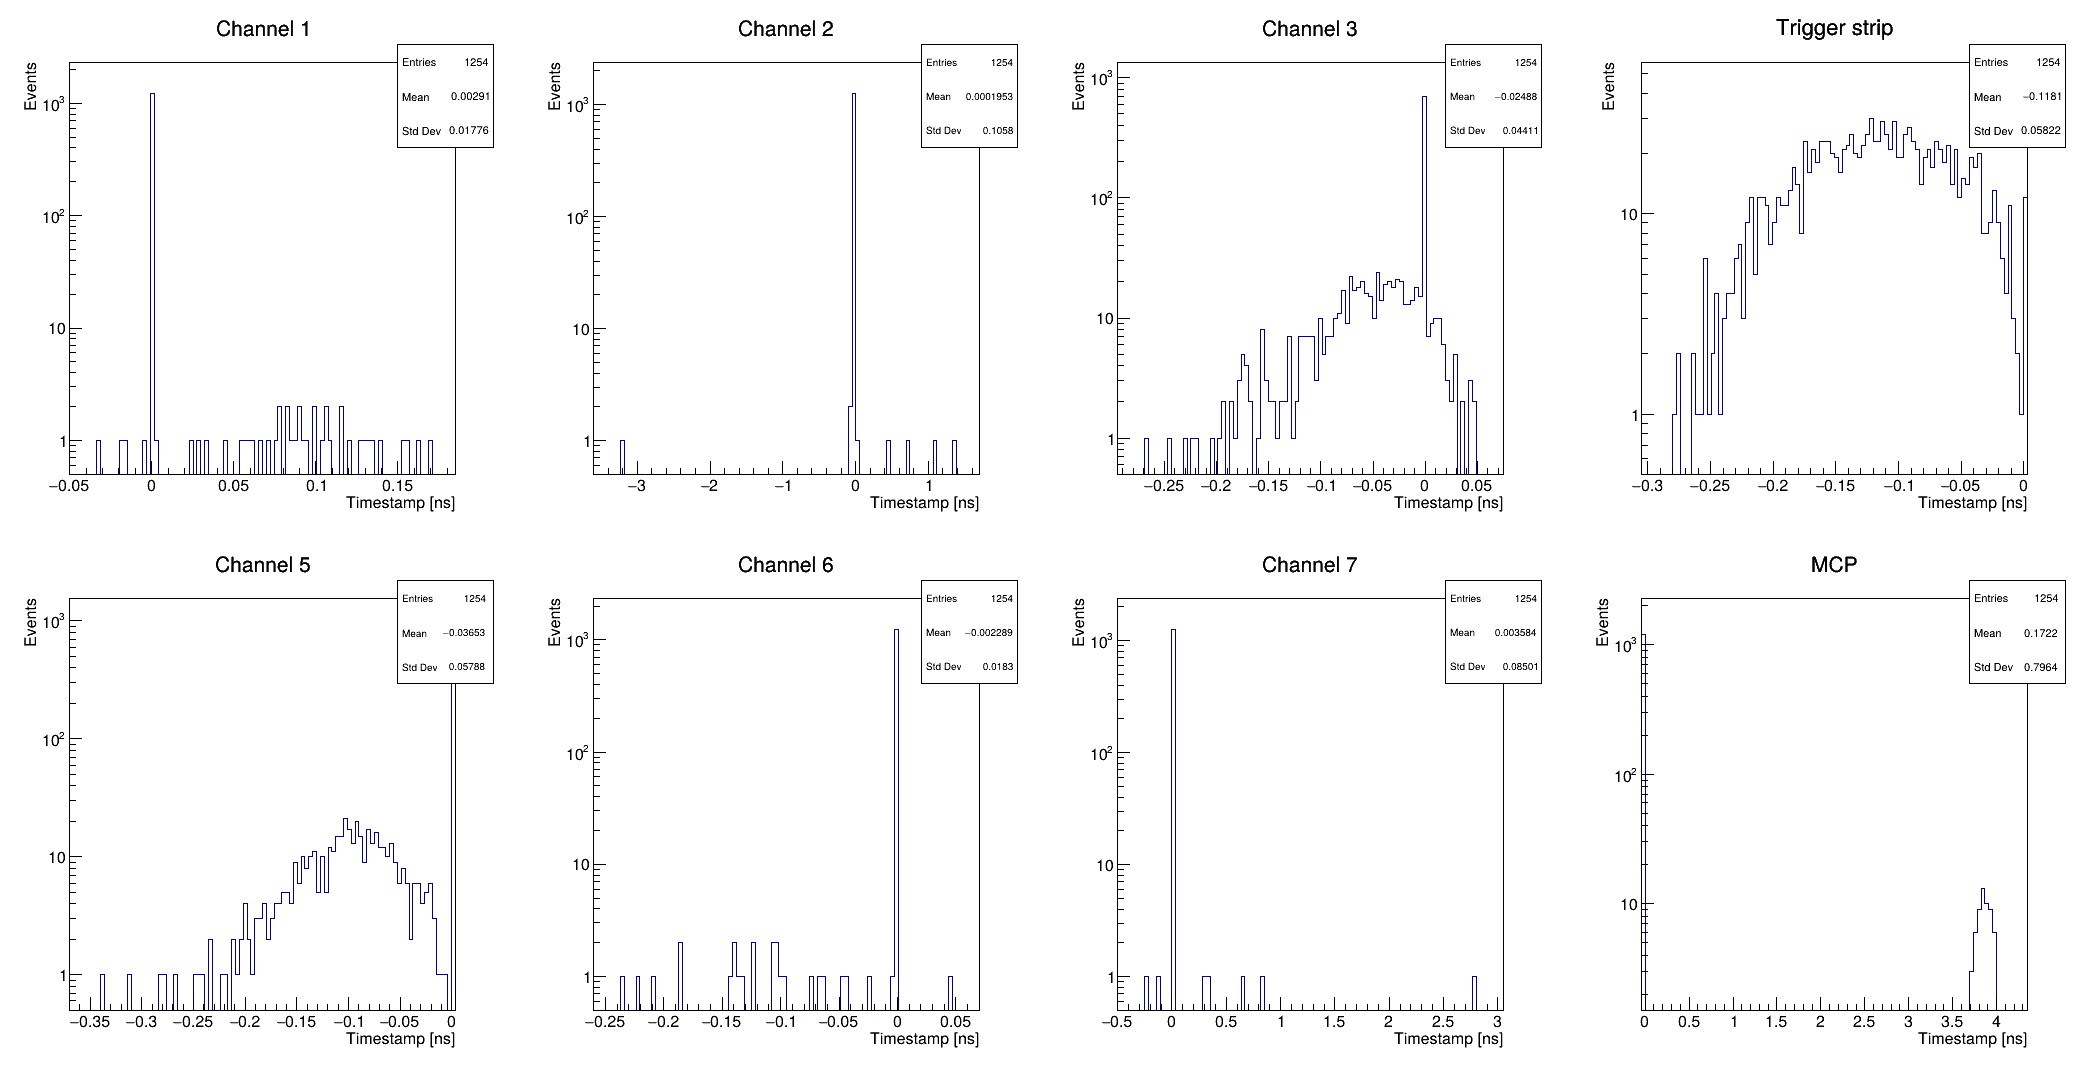 Channel 1
Events
Entries 1254
Mean 0.00291
Std Dev 0.01776
10³
10²
10
1
−0.05 0 0.05 0.1 0.15
Timestamp [ns]
Channel 2
Events
Entries 1254
Mean 0.0001953
Std Dev 0.1058
10³
10²
10
1
−3 −2 −1 0 1
Timestamp [ns]
Channel 3
Events
Entries 1254
Mean −0.02488
Std Dev 0.04411
10³
10²
10
1
−0.25 −0.2 −0.15 −0.1 −0.05 0 0.05
Timestamp [ns]
Trigger strip
Events
Entries 1254
Mean −0.1181
Std Dev 0.05822
10
1
−0.3 −0.25 −0.2 −0.15 −0.1 −0.05 0
Timestamp [ns]
Channel 5
Events
Entries 1254
Mean −0.03653
Std Dev 0.05788
10³
10²
10
1
−0.35 −0.3 −0.25 −0.2 −0.15 −0.1 −0.05 0
Timestamp [ns]
Channel 6
Events
Entries 1254
Mean −0.002289
Std Dev 0.0183
10³
10²
10
1
−0.25 −0.2 −0.15 −0.1 −0.05 0 0.05
Timestamp [ns]
Channel 7
Events
Entries 1254
Mean 0.003584
Std Dev 0.08501
10³
10²
10
1
−0.5 0 0.5 1 1.5 2 2.5 3
Timestamp [ns]
MCP
Events
Entries 1254
Mean 0.1722
Std Dev 0.7964
10³
10²
10
0 0.5 1 1.5 2 2.5 3 3.5 4
Timestamp [ns]